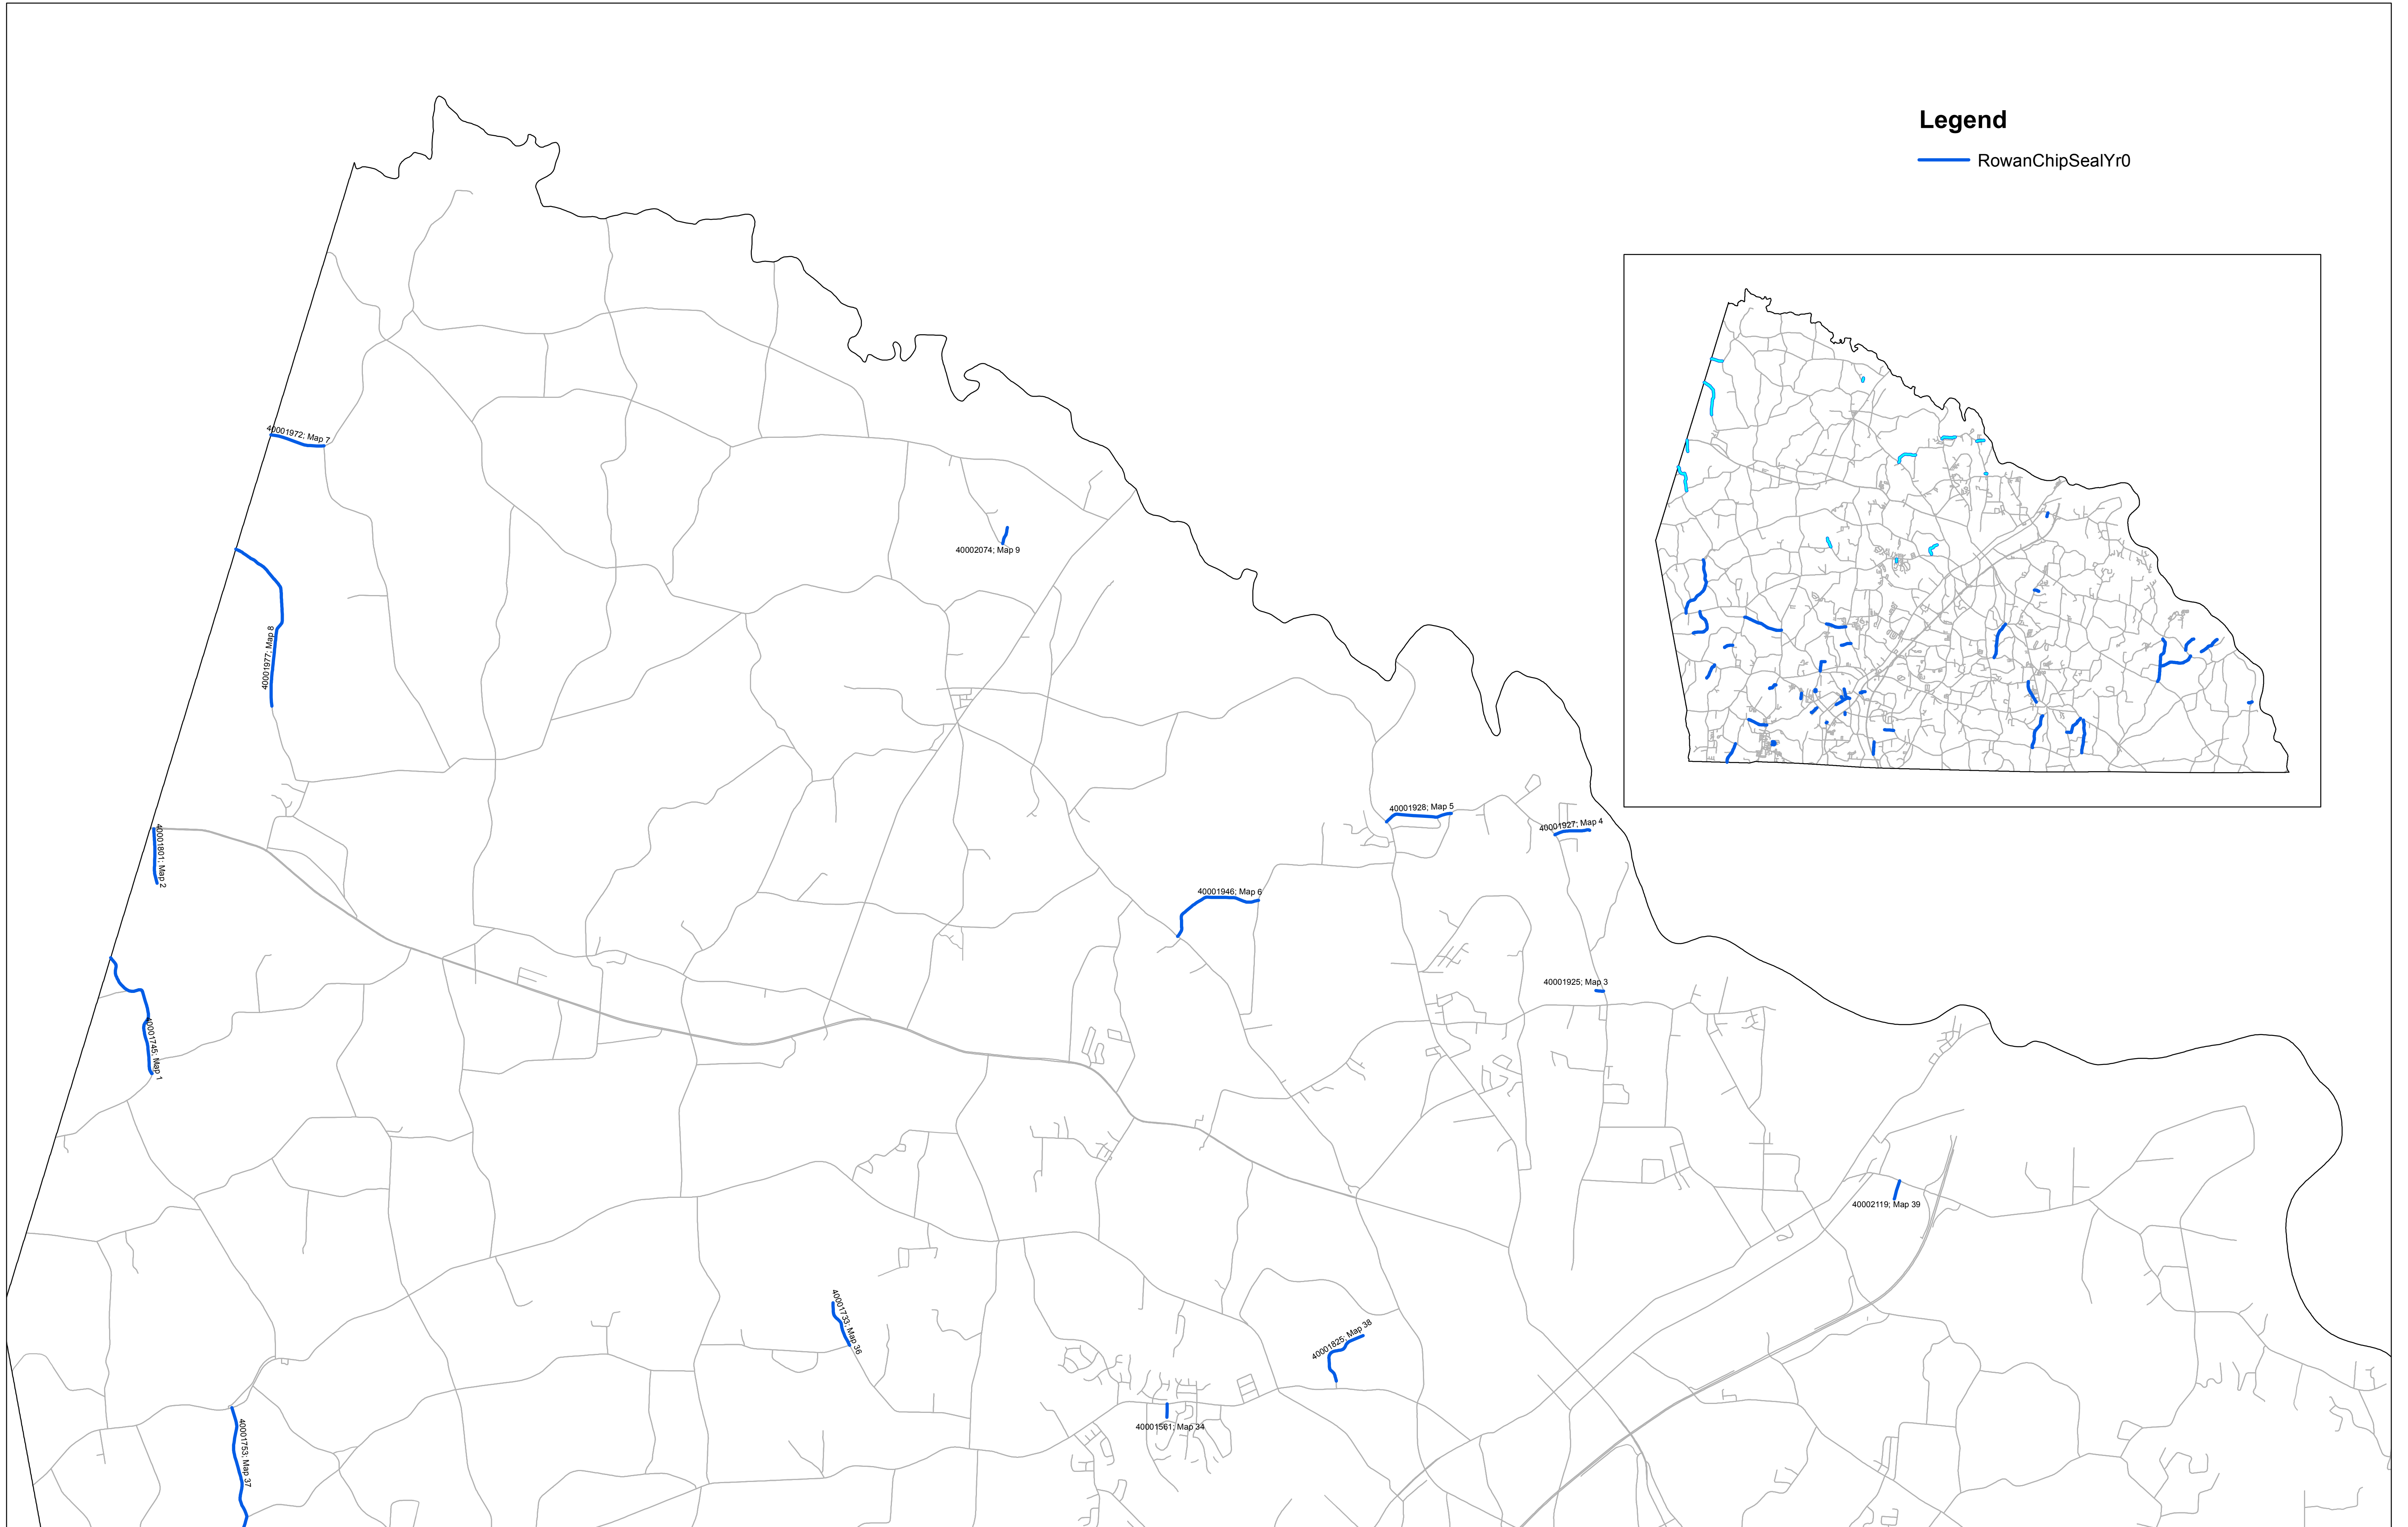 Legend
RowanChipSealYr0
40001972; Map 7
40002074; Map 9
40001977; Map 8
40001928; Map 5
40001927; Map 4
40001801; Map 2
40001946; Map 6
40001925; Map 3
40001745; Map 1
40002119; Map 39
40001733; Map 36
40001825; Map 38
40001561; Map 34
40001753; Map 37